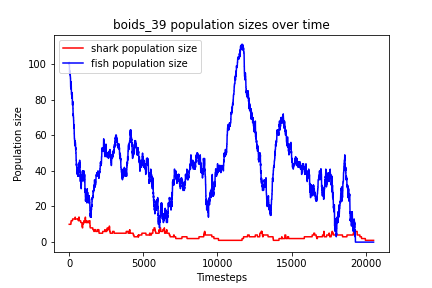 boids_39 population sizes over time
shark population size
fish population size
Population size
100
80
60
40
20
0
0 5000 10000 15000 20000
Timesteps